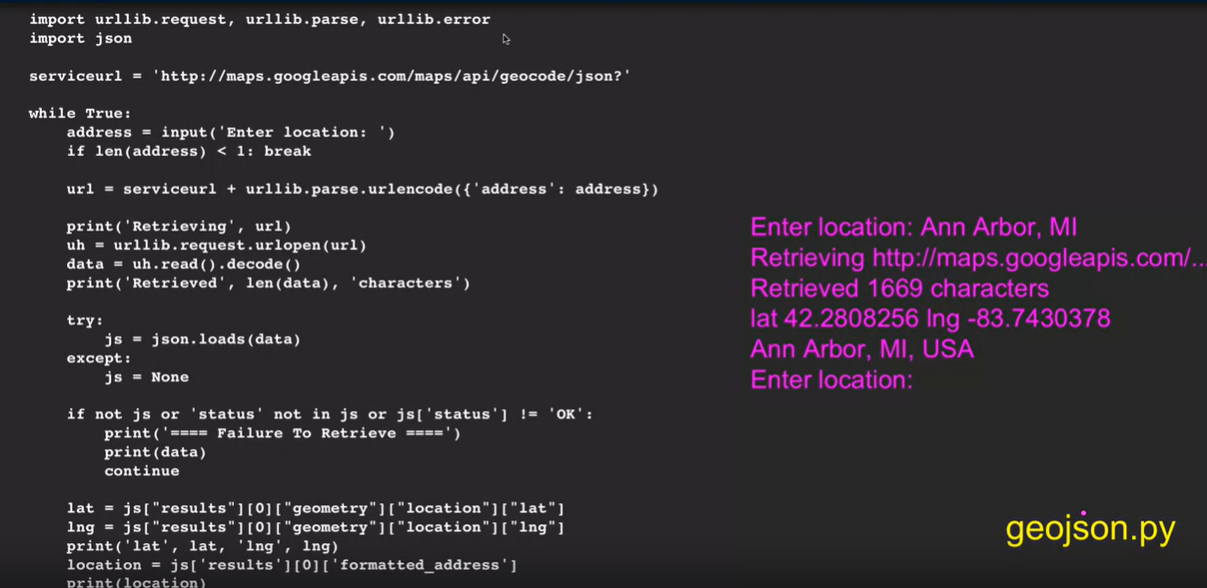 import urllib.request, urllib.parse, urllib.error
import json
serviceurl = 'http://maps.googleapis.com/maps/api/geocode/json?'
while True:
    address = input('Enter location: ')
    if len(address) < 1: break
    url = serviceurl + urllib.parse.urlencode({'address': address})
    print('Retrieving', url)
    uh = urllib.request.urlopen(url)
    data = uh.read().decode()
    print('Retrieved', len(data), 'characters')
    try:
        js = json.loads(data)
    except:
        js = None
    if not js or 'status' not in js or js['status'] != 'OK':
        print('==== Failure To Retrieve ====')
        print(data)
        continue
    lat = js["results"][0]["geometry"]["location"]["lat"]
    lng = js["results"][0]["geometry"]["location"]["lng"]
    print('lat', lat, 'lng', lng)
    location = js['results'][0]['formatted_address']
    print(location)
Enter location: Ann Arbor, MI
Retrieving http://maps.googleapis.com/...
Retrieved 1669 characters
lat 42.2808256 lng -83.7430378
Ann Arbor, MI, USA
Enter location:
geojson.py